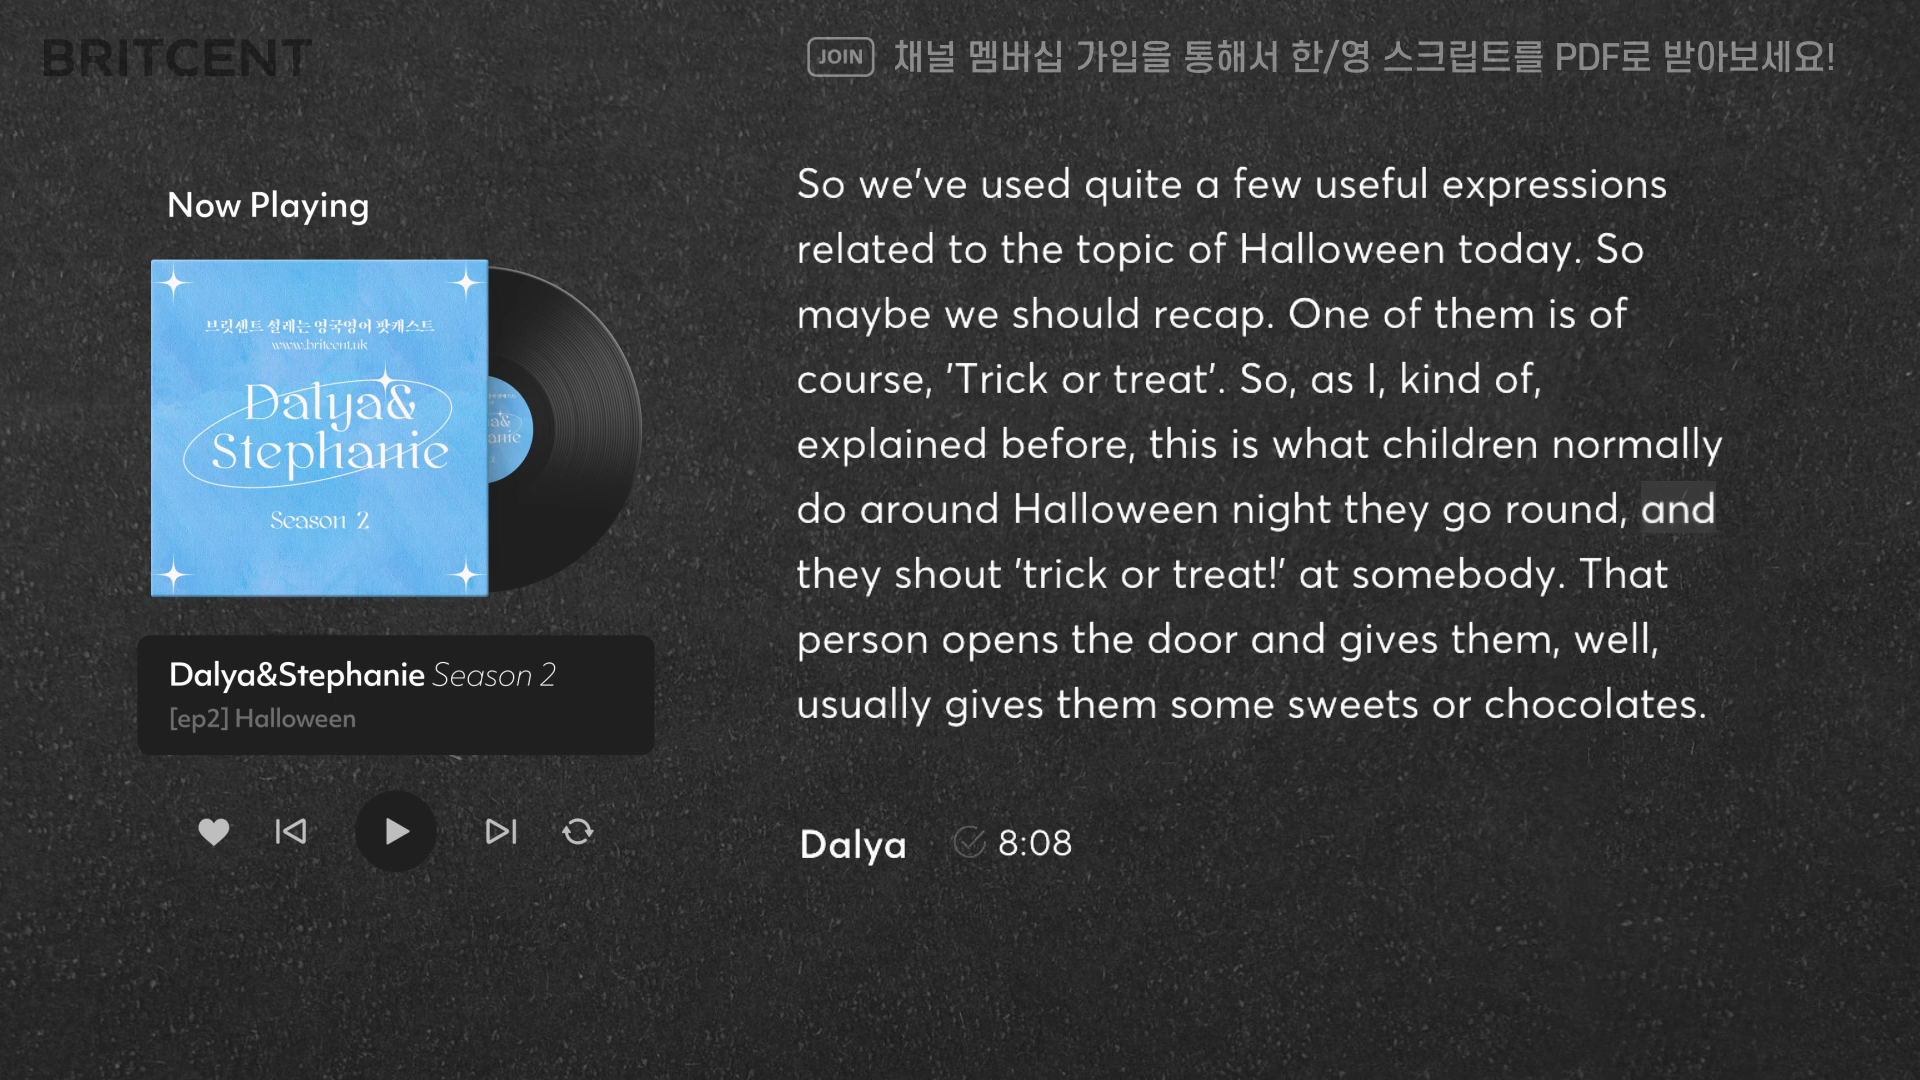 BRITCENT
JOIN 채널 멤버십 가입을 통해서 한/영 스크립트를 PDF로 받아보세요!
Now Playing
브릿센트 설레는 영국영어 팟캐스트
www.britcent.uk
Dalya&
Stephanie
Season 2
Dalya&Stephanie Season 2
[ep2] Halloween
So we've used quite a few useful expressions
related to the topic of Halloween today. So
maybe we should recap. One of them is of
course, 'Trick or treat'. So, as I, kind of,
explained before, this is what children normally
do around Halloween night they go round, and
they shout 'trick or treat!' at somebody. That
person opens the door and gives them, well,
usually gives them some sweets or chocolates.
Dalya 8:08